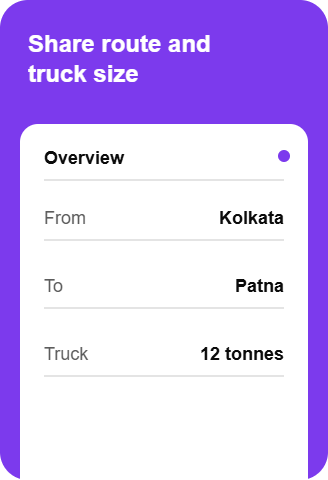 Share route and
truck size
Overview
From Kolkata
To Patna
Truck 12 tonnes